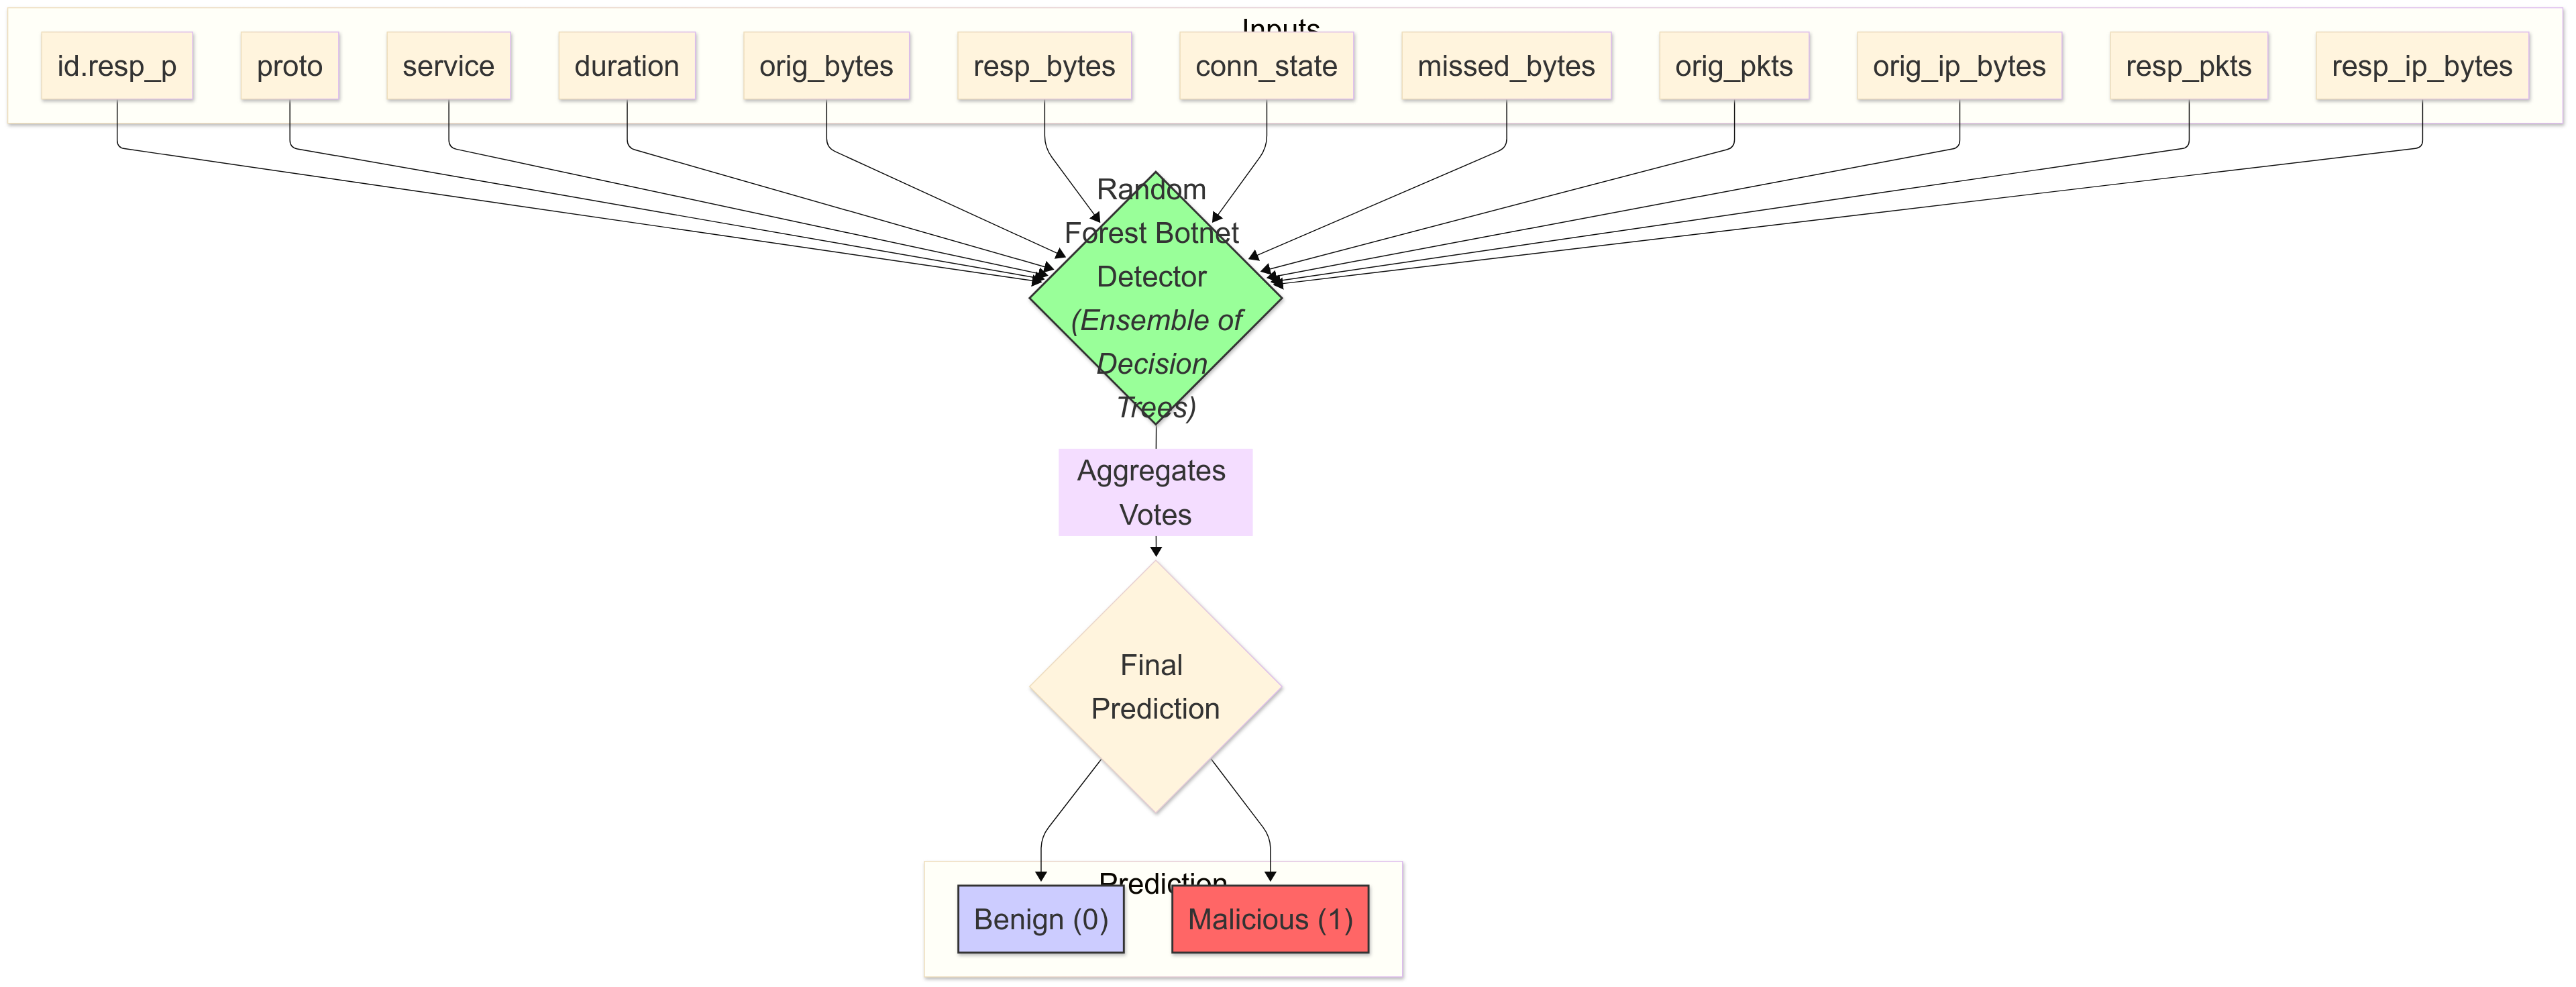 Inputs
id.resp_p
proto
service
duration
orig_bytes
resp_bytes
conn_state
missed_bytes
orig_pkts
orig_ip_bytes
resp_pkts
resp_ip_bytes
Random
Forest Botnet
Detector
(Ensemble of
Decision
Trees)
Aggregates
Votes
Final
Prediction
Prediction
Benign (0)
Malicious (1)